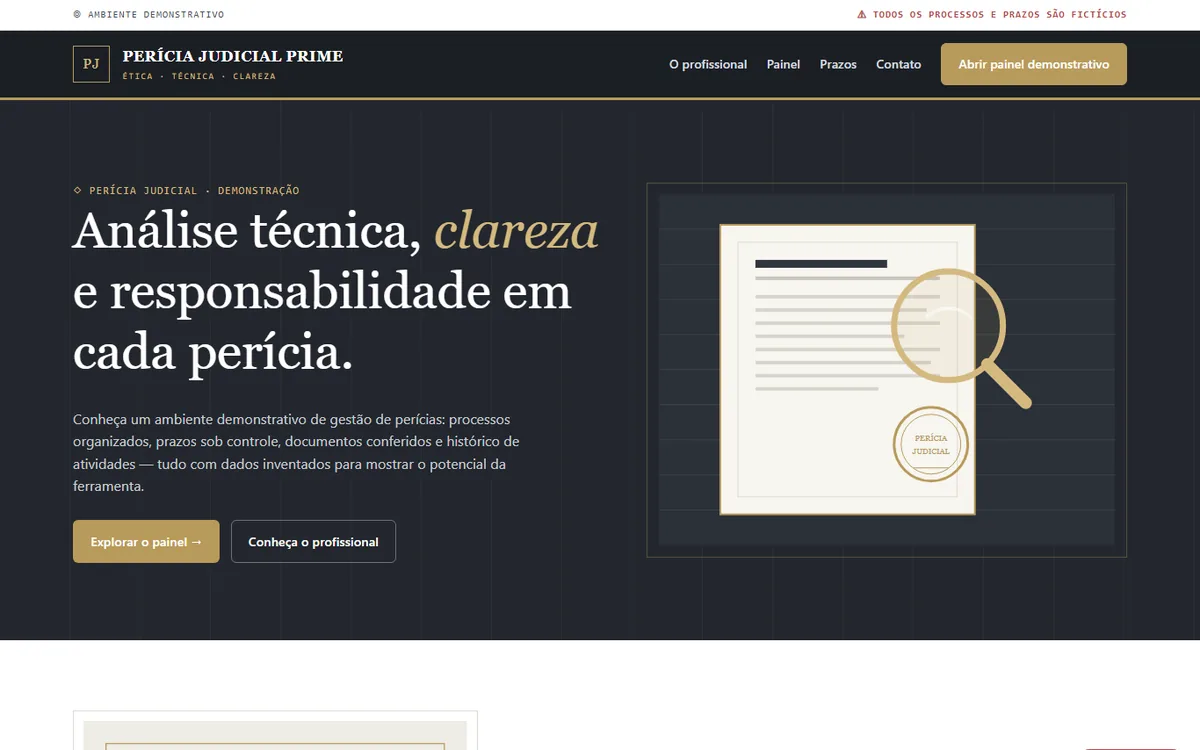 ◎ AMBIENTE DEMONSTRATIVO
⚠ TODOS OS PROCESSOS E PRAZOS SÃO FICTÍCIOS
PJ
PERÍCIA JUDICIAL PRIME
ÉTICA · TÉCNICA · CLAREZA
O profissional
Painel
Prazos
Contato
Abrir painel demonstrativo
◇ PERÍCIA JUDICIAL · DEMONSTRAÇÃO
Análise técnica, clareza
e responsabilidade em
cada perícia.
Conheça um ambiente demonstrativo de gestão de perícias: processos
organizados, prazos sob controle, documentos conferidos e histórico de
atividades — tudo com dados inventados para mostrar o potencial da
ferramenta.
Explorar o painel →
Conheça o profissional
PERÍCIA
JUDICIAL